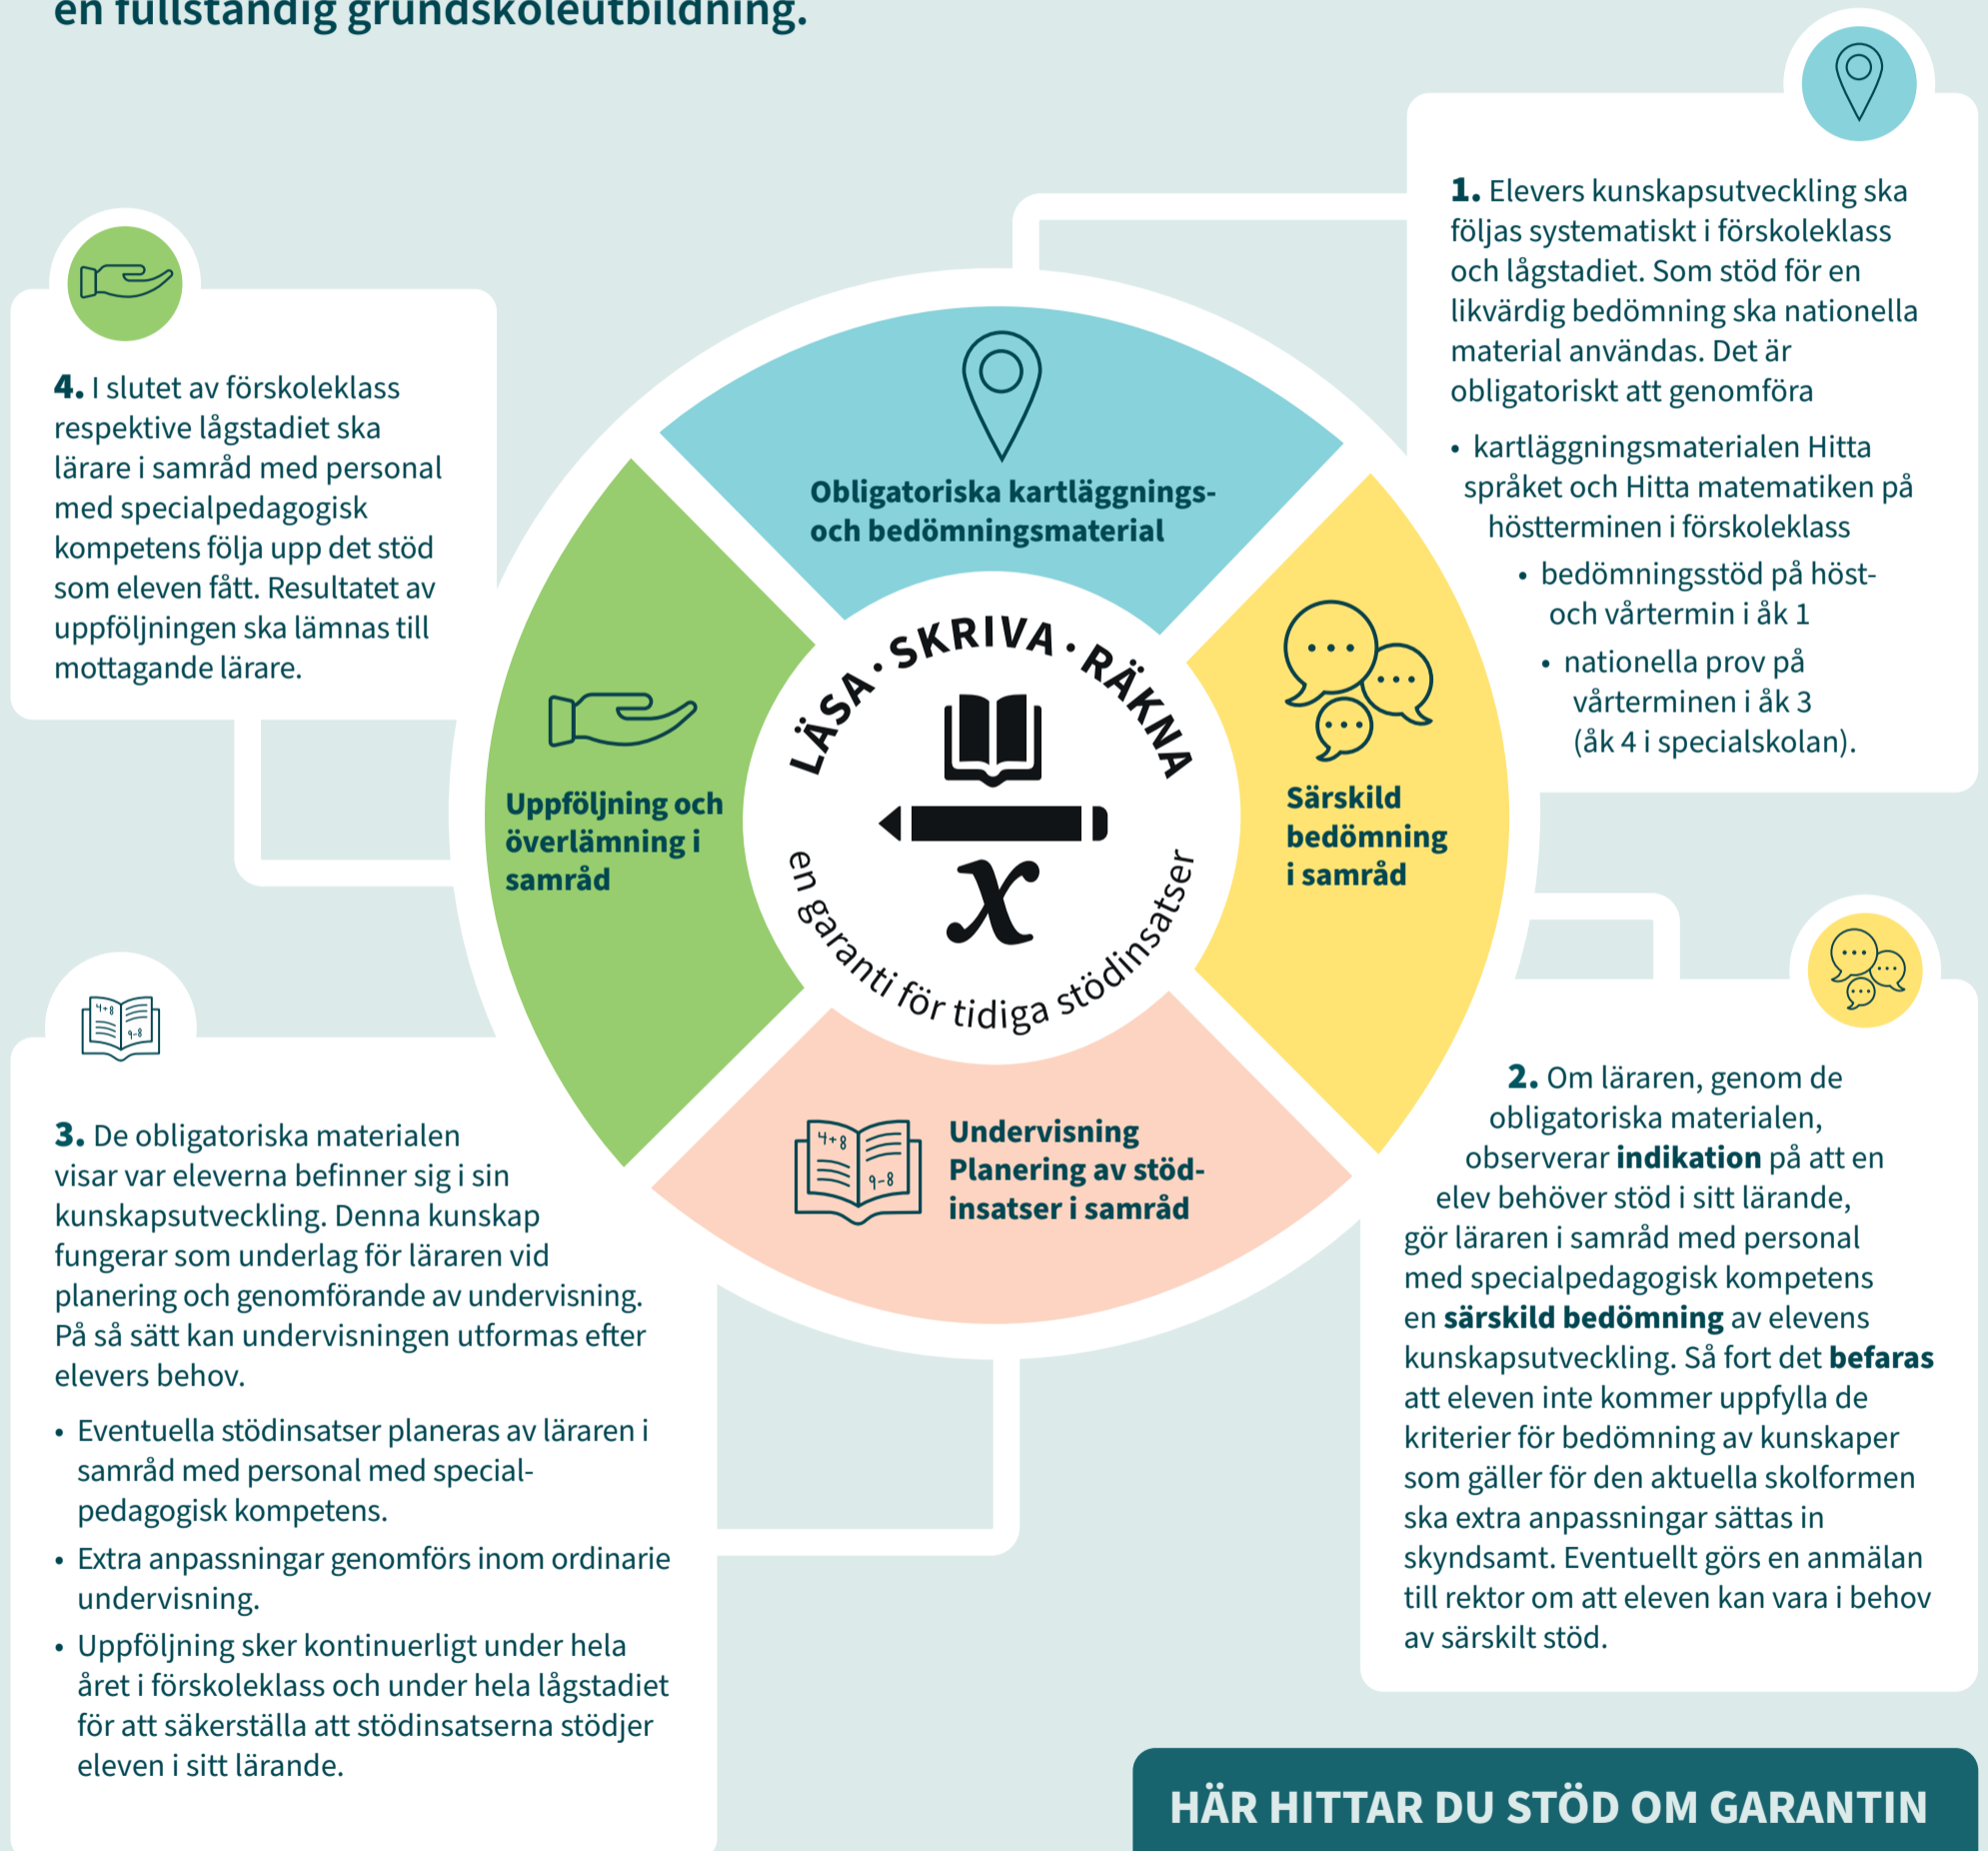 en fullständig grundskoleutbildning.
1. Elevers kunskapsutveckling ska
följas systematiskt i förskoleklass
och lågstadiet. Som stöd för en
likvärdig bedömning ska nationella
material användas. Det är
obligatoriskt att genomföra
• kartläggningsmaterialen Hitta
språket och Hitta matematiken på
höstterminen i förskoleklass
• bedömningsstöd på höst-
och vårtermin i åk 1
• nationella prov på
vårterminen i åk 3
(åk 4 i specialskolan).
4. I slutet av förskoleklass
respektive lågstadiet ska
lärare i samråd med personal
med specialpedagogisk
kompetens följa upp det stöd
som eleven fått. Resultatet av
uppföljningen ska lämnas till
mottagande lärare.
Obligatoriska kartläggnings-
och bedömningsmaterial
LÄSA · SKRIVA · RÄKNA
x
en garanti för tidiga stödinsatser
Uppföljning och
överlämning i
samråd
Särskild
bedömning
i samråd
4+8
9-8
Undervisning
Planering av stöd-
insatser i samråd
4+8
9-8
3. De obligatoriska materialen
visar var eleverna befinner sig i sin
kunskapsutveckling. Denna kunskap
fungerar som underlag för läraren vid
planering och genomförande av undervisning.
På så sätt kan undervisningen utformas efter
elevers behov.
• Eventuella stödinsatser planeras av läraren i
samråd med personal med special-
pedagogisk kompetens.
• Extra anpassningar genomförs inom ordinarie
undervisning.
• Uppföljning sker kontinuerligt under hela
året i förskoleklass och under hela lågstadiet
för att säkerställa att stödinsatserna stödjer
eleven i sitt lärande.
2. Om läraren, genom de
obligatoriska materialen,
observerar indikation på att en
elev behöver stöd i sitt lärande,
gör läraren i samråd med personal
med specialpedagogisk kompetens
en särskild bedömning av elevens
kunskapsutveckling. Så fort det befaras
att eleven inte kommer uppfylla de
kriterier för bedömning av kunskaper
som gäller för den aktuella skolformen
ska extra anpassningar sättas in
skyndsamt. Eventuellt görs en anmälan
till rektor om att eleven kan vara i behov
av särskilt stöd.
HÄR HITTAR DU STÖD OM GARANTIN